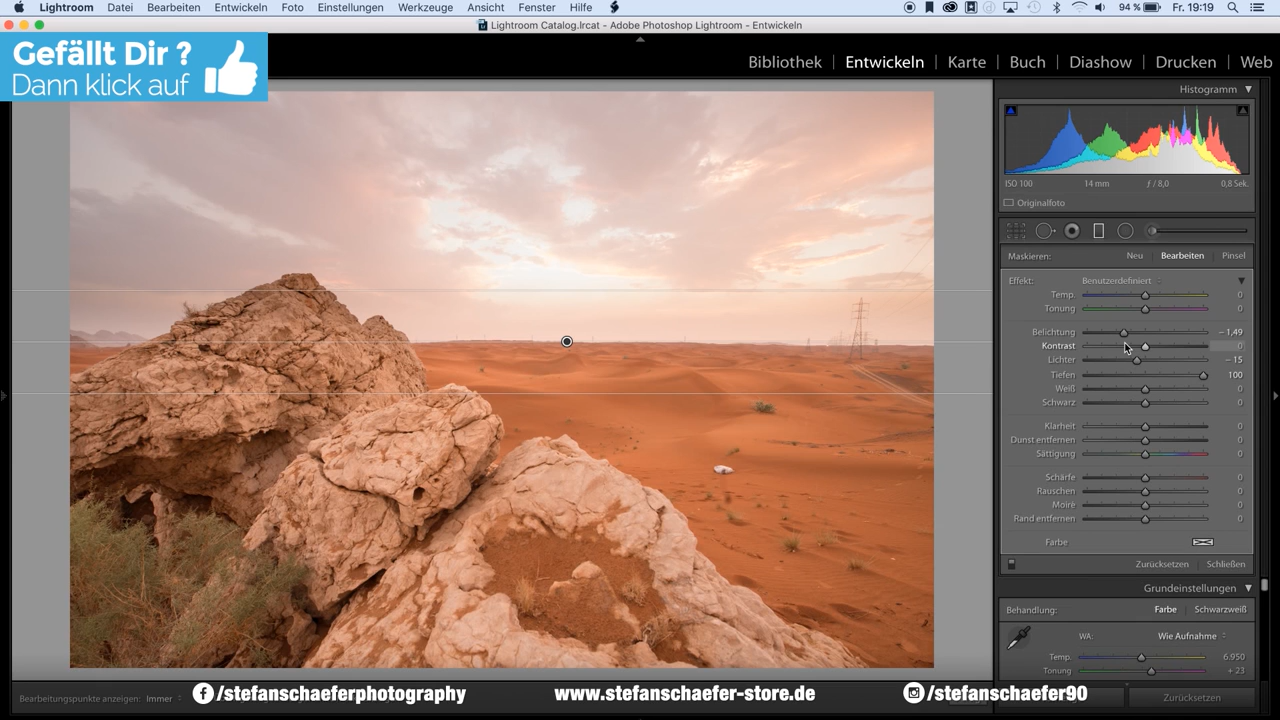 Lightroom Datei Bearbeiten Entwickeln Foto Einstellungen Werkzeuge Ansicht Fenster Hilfe 94 % Fr. 19:19
Lightroom Catalog.lrcat - Adobe Photoshop Lightroom - Entwickeln
Gefällt Dir ?
Dann klick auf
Bibliothek Entwickeln Karte Buch Diashow Drucken Web
Histogramm
ISO 100 14 mm ƒ / 8,0 0,8 Sek.
Originalfoto
Maskieren: Neu Bearbeiten Pinsel
Effekt: Benutzerdefiniert
Temp. 0
Tonung 0
Belichtung – 1,49
Kontrast 0
Lichter – 15
Tiefen 100
Weiß 0
Schwarz 0
Klarheit 0
Dunst entfernen 0
Sättigung 0
Schärfe 0
Rauschen 0
Moiré 0
Rand entfernen 0
Farbe
Zurücksetzen Schließen
Grundeinstellungen
Behandlung: Farbe Schwarzweiß
WA: Wie Aufnahme
Temp. 6.950
Tonung + 23
Bearbeitungspunkte anzeigen: Immer
/stefanschaeferphotography www.stefanschaefer-store.de /stefanschaefer90
Zurücksetzen